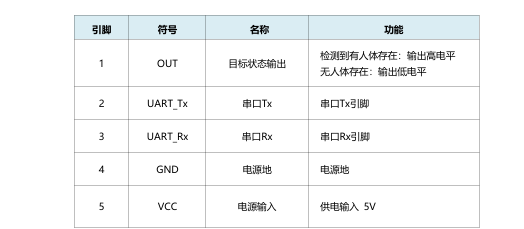 引脚 符号 名称 功能
1 OUT 目标状态输出 检测到有人体存在：输出高电平
无人体存在：输出低电平
2 UART_Tx 串口Tx 串口Tx引脚
3 UART_Rx 串口Rx 串口Rx引脚
4 GND 电源地 电源地
5 VCC 电源输入 供电输入 5V